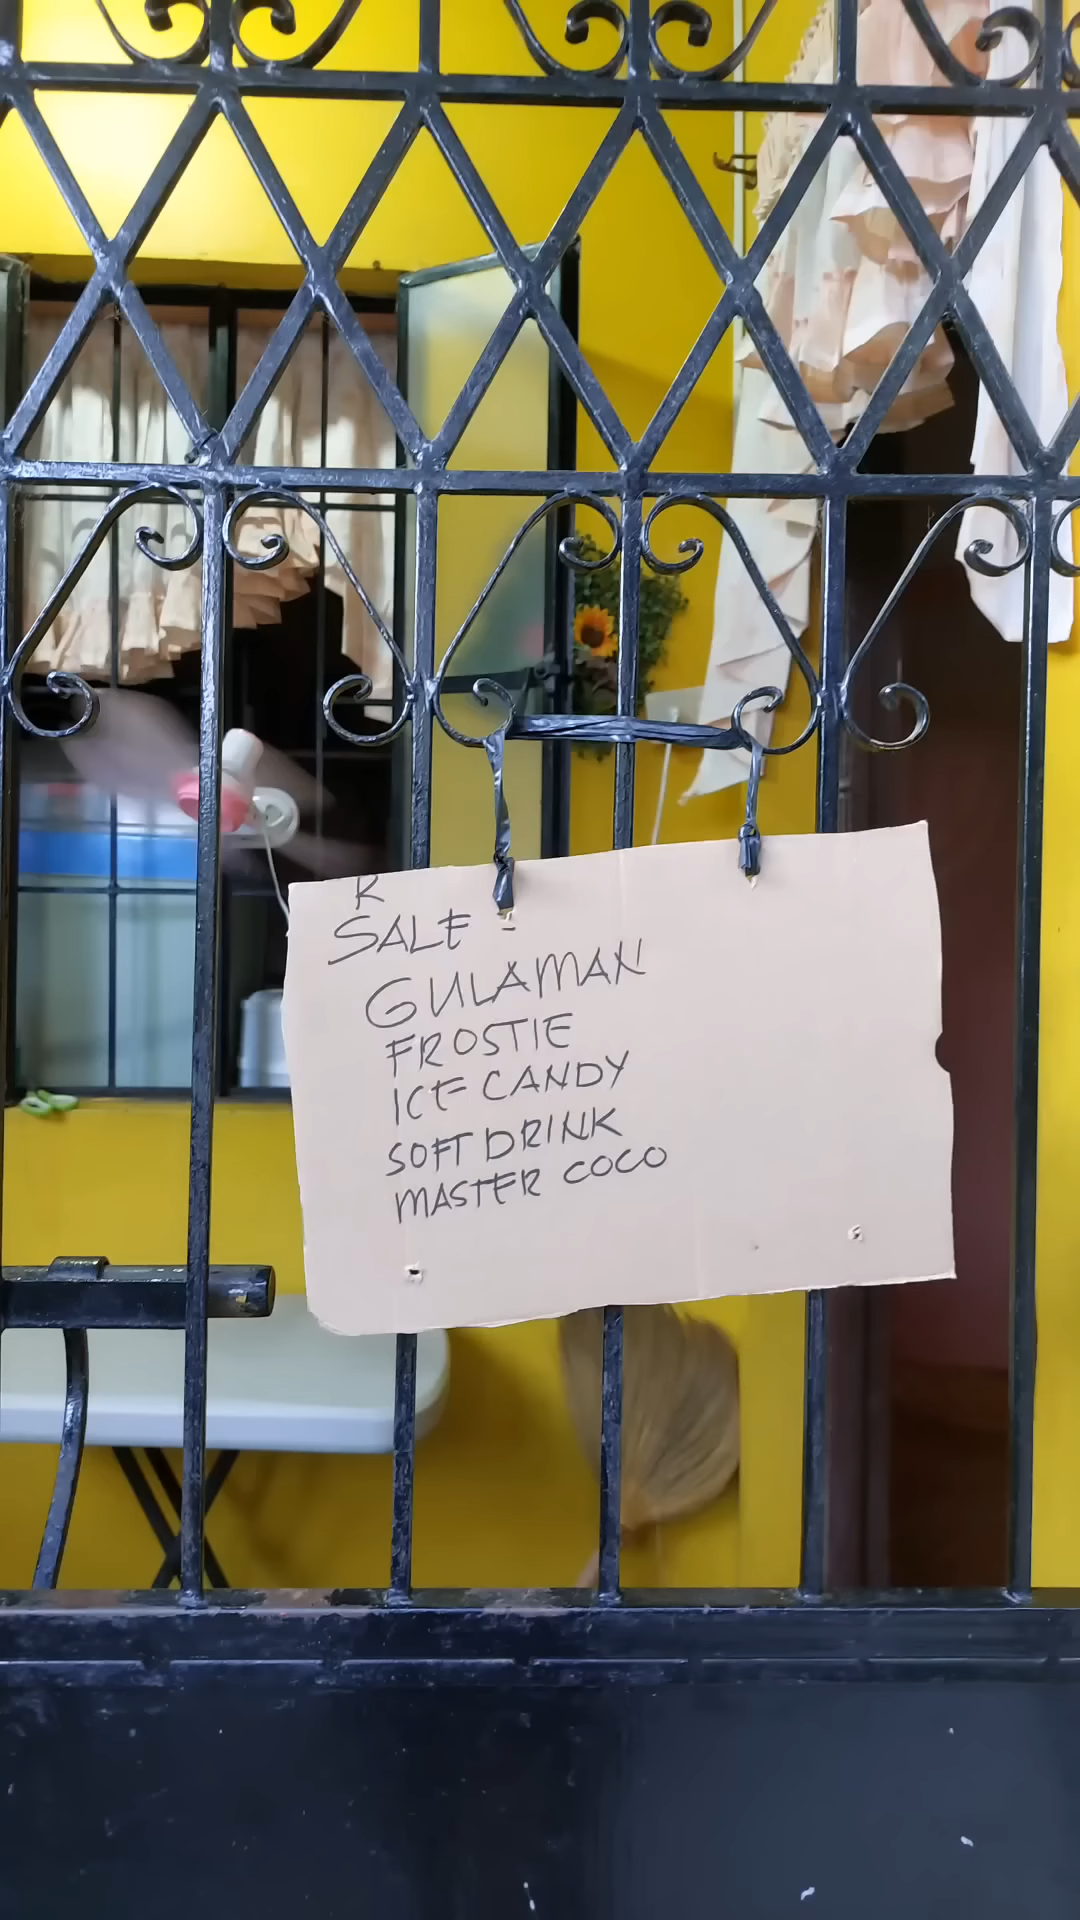 R
SALE -
GULAMAN
FROSTIE
ICE CANDY
SOFT DRINK
MASTER COCO